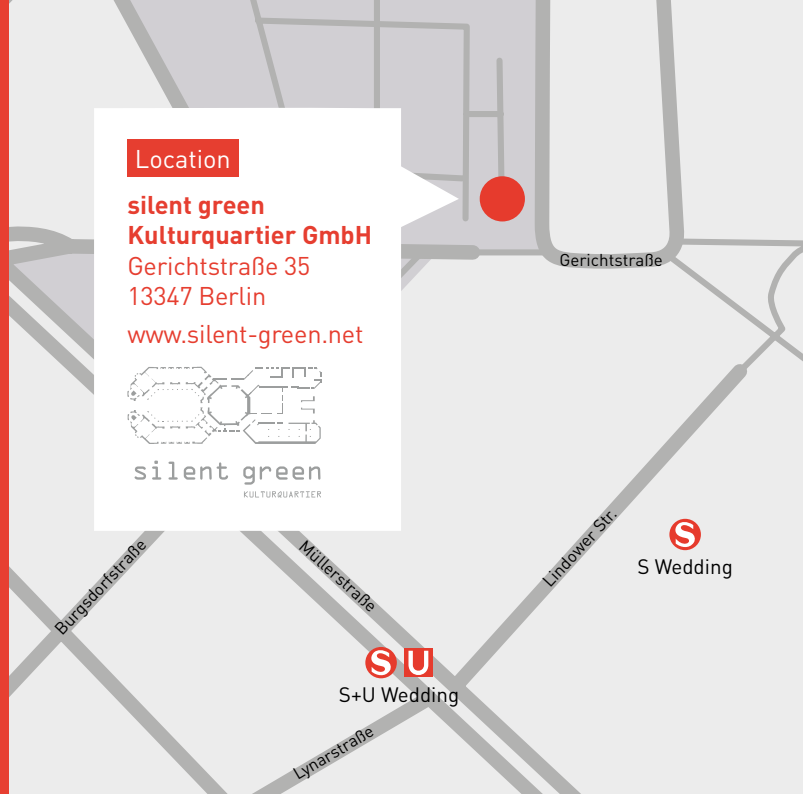 Location
silent green
Kulturquartier GmbH
Gerichtstraße 35
13347 Berlin
www.silent-green.net
silent green
KULTURQUARTIER
Gerichtstraße
Burgsdorfstraße
Müllerstraße
Lindower Str.
S
S Wedding
S U
S+U Wedding
Lynarstraße